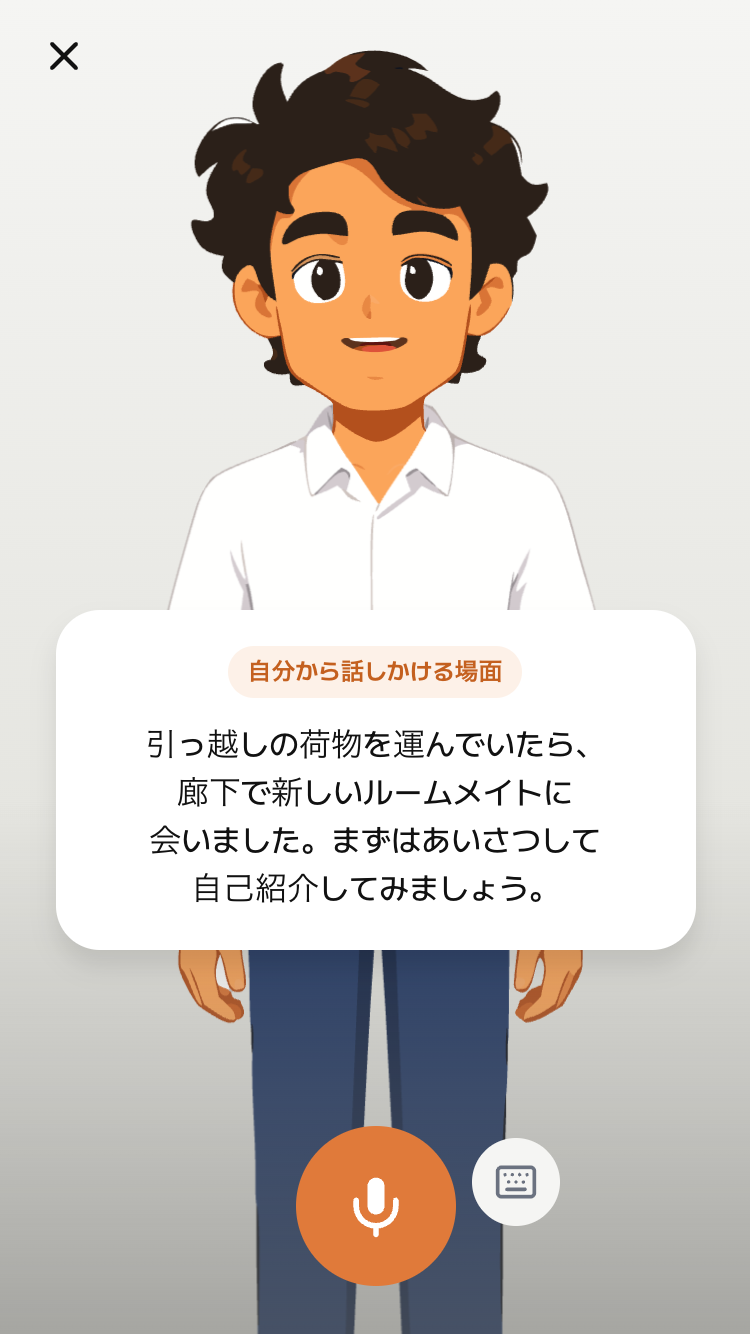 自分から話しかける場面
引っ越しの荷物を運んでいたら、
廊下で新しいルームメイトに
会いました。まずはあいさつして
自己紹介してみましょう。